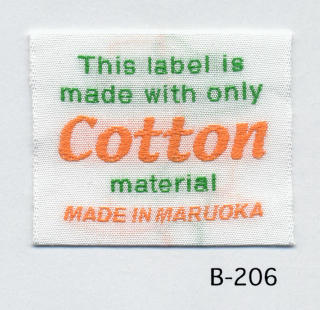 This label is
made with only
Cotton
material
MADE IN MARUOKA
B-206